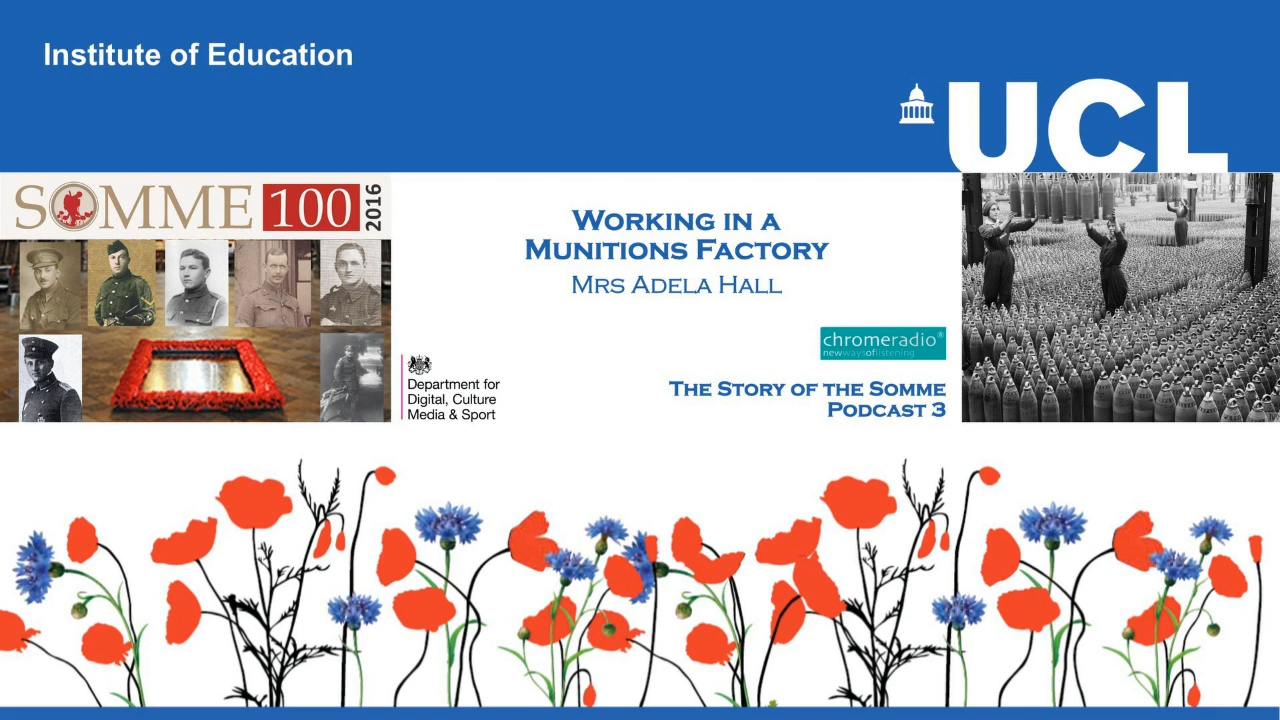 Institute of Education
UCL
SOMME 100 2016
WORKING IN A
MUNITIONS FACTORY
MRS ADELA HALL
chromeradio®
newwaysoflistening
Department for
Digital, Culture
Media & Sport
THE STORY OF THE SOMME
PODCAST 3